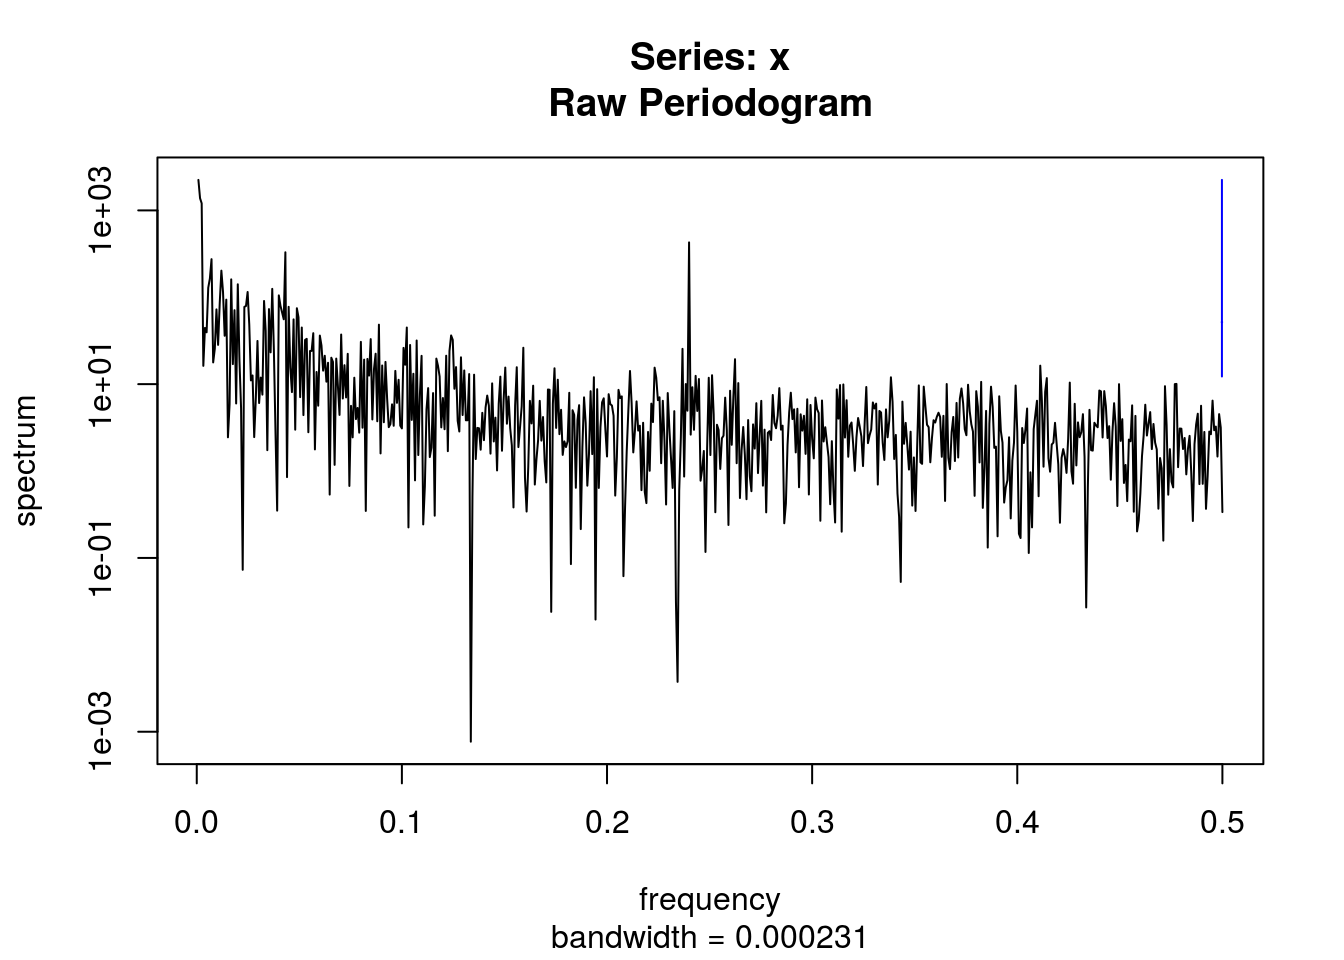 Series: x
Raw Periodogram
1e+03
1e+01
1e-01
1e-03
spectrum
0.0 0.1 0.2 0.3 0.4 0.5
frequency
bandwidth = 0.000231